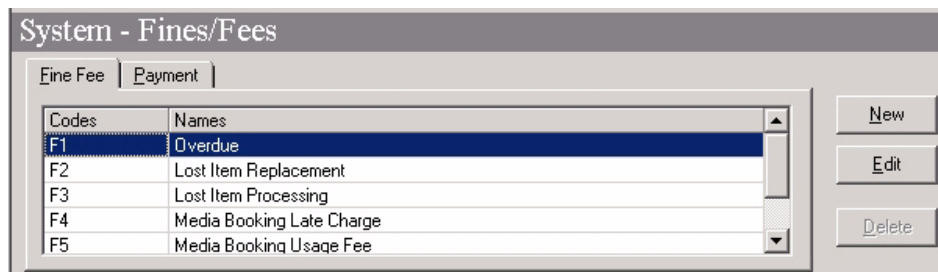 System - Fines/Fees
Fine Fee Payment
Codes Names
F1 Overdue
F2 Lost Item Replacement
F3 Lost Item Processing
F4 Media Booking Late Charge
F5 Media Booking Usage Fee
New
Edit
Delete